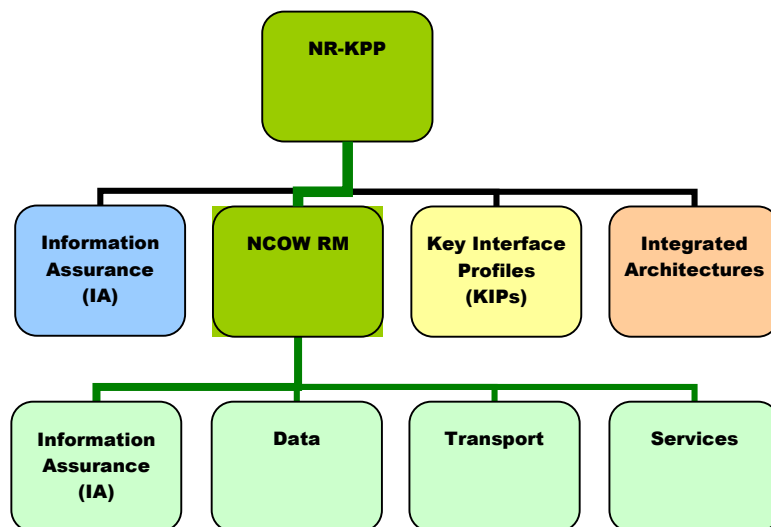 NR-KPP
Information
Assurance
(IA)
NCOW RM
Key Interface
Profiles
(KIPs)
Integrated
Architectures
Information
Assurance
(IA)
Data
Transport
Services